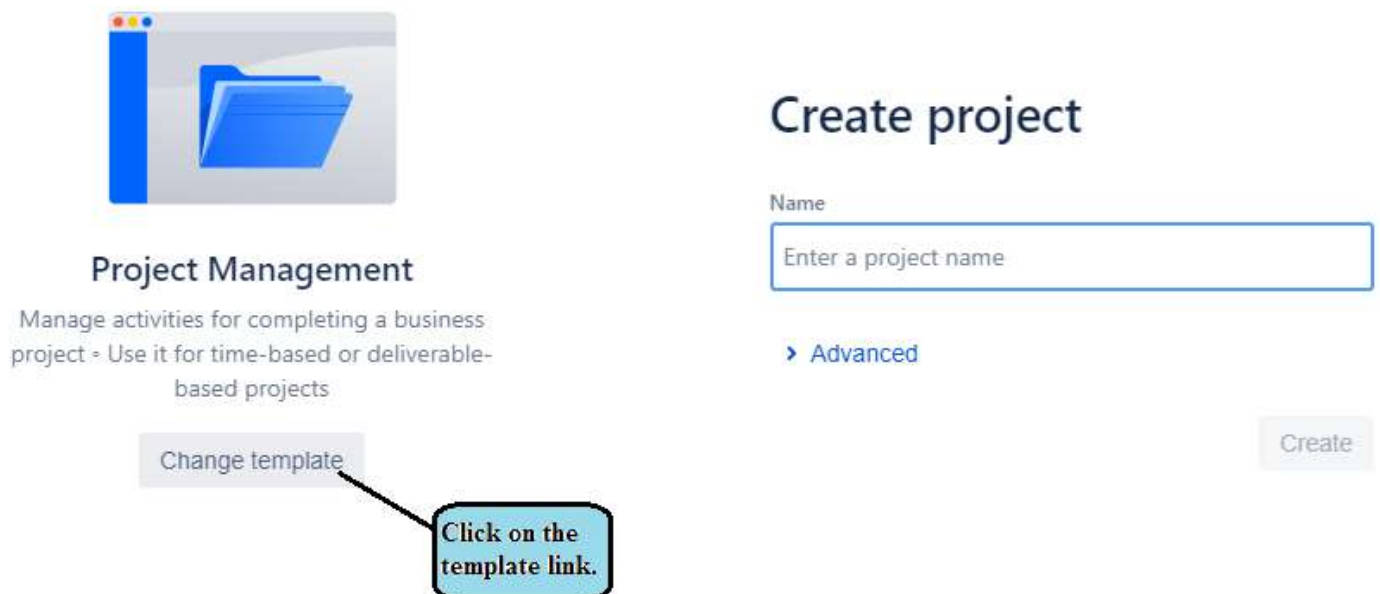 Project Management
Manage activities for completing a business
project • Use it for time-based or deliverable-
based projects
Change template
Click on the
template link.
Create project
Name
Enter a project name
> Advanced
Create